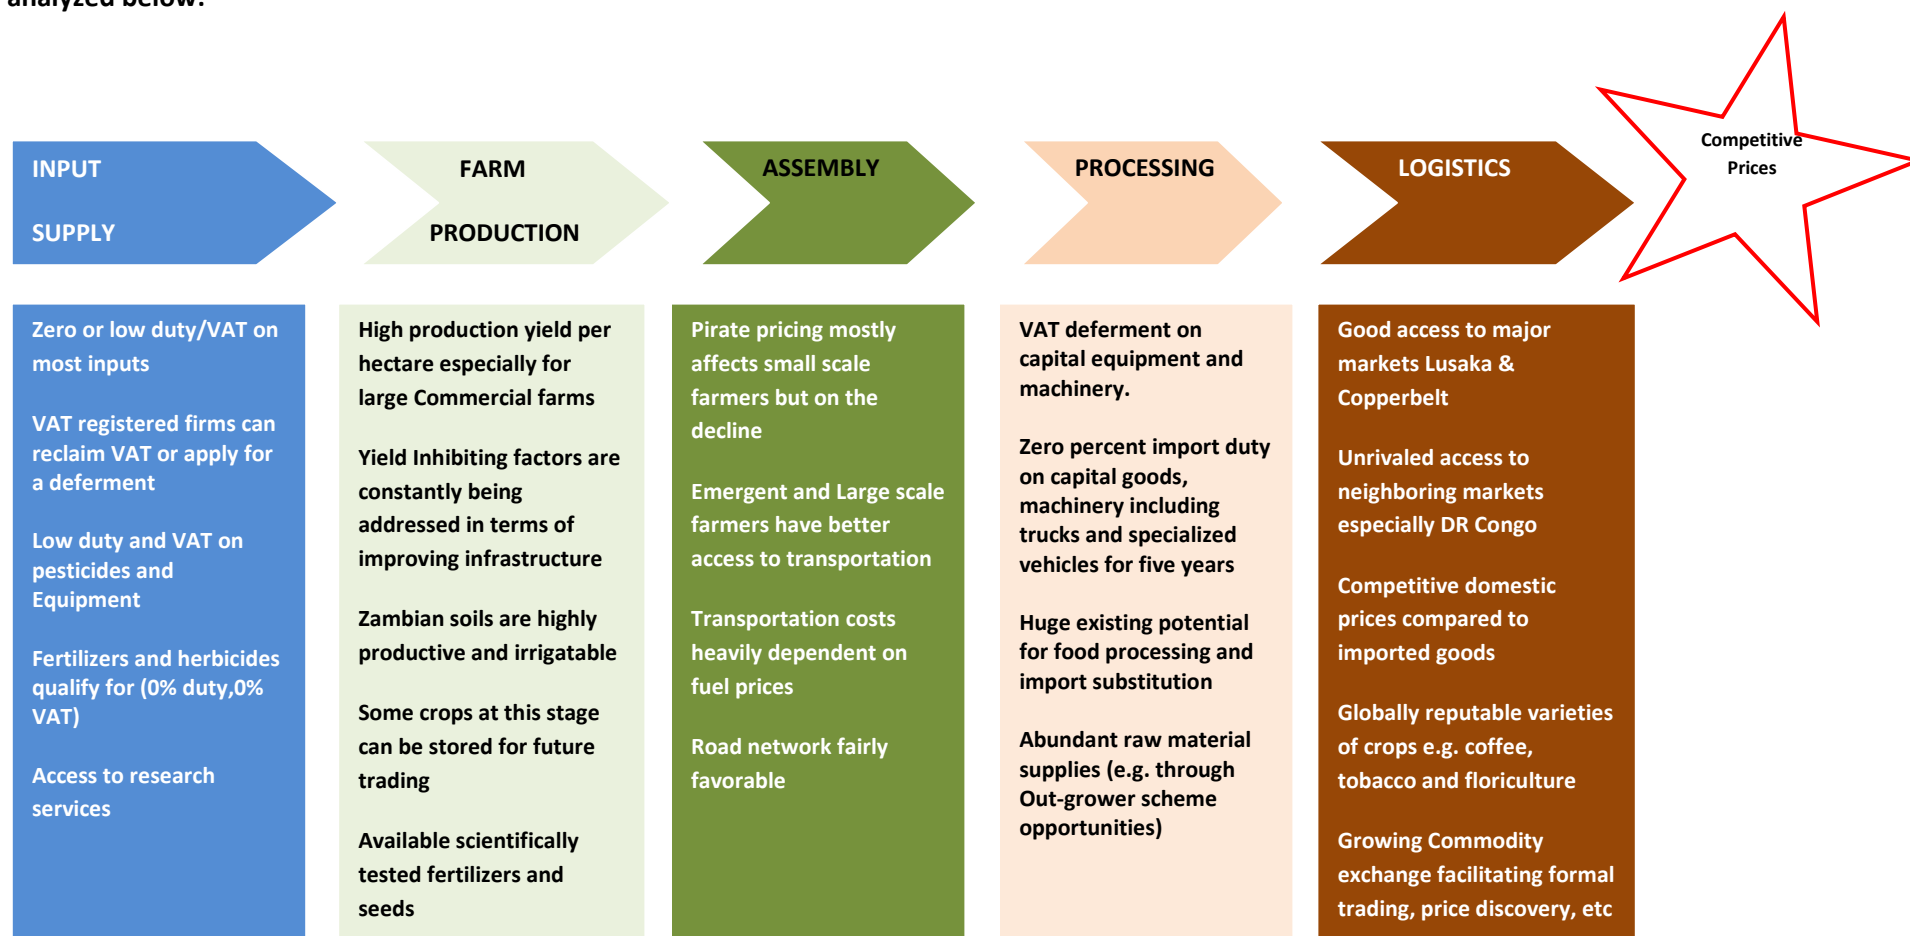 analyzed below:
INPUT
SUPPLY
FARM
PRODUCTION
ASSEMBLY
PROCESSING
LOGISTICS
Competitive
Prices
Zero or low duty/VAT on
most inputs
VAT registered firms can
reclaim VAT or apply for
a deferment
Low duty and VAT on
pesticides and
Equipment
Fertilizers and herbicides
qualify for (0% duty,0%
VAT)
Access to research
services
High production yield per
hectare especially for
large Commercial farms
Yield Inhibiting factors are
constantly being
addressed in terms of
improving infrastructure
Zambian soils are highly
productive and irrigatable
Some crops at this stage
can be stored for future
trading
Available scientifically
tested fertilizers and
seeds
Pirate pricing mostly
affects small scale
farmers but on the
decline
Emergent and Large scale
farmers have better
access to transportation
Transportation costs
heavily dependent on
fuel prices
Road network fairly
favorable
VAT deferment on
capital equipment and
machinery.
Zero percent import duty
on capital goods,
machinery including
trucks and specialized
vehicles for five years
Huge existing potential
for food processing and
import substitution
Abundant raw material
supplies (e.g. through
Out-grower scheme
opportunities)
Good access to major
markets Lusaka &
Copperbelt
Unrivaled access to
neighboring markets
especially DR Congo
Competitive domestic
prices compared to
imported goods
Globally reputable varieties
of crops e.g. coffee,
tobacco and floriculture
Growing Commodity
exchange facilitating formal
trading, price discovery, etc